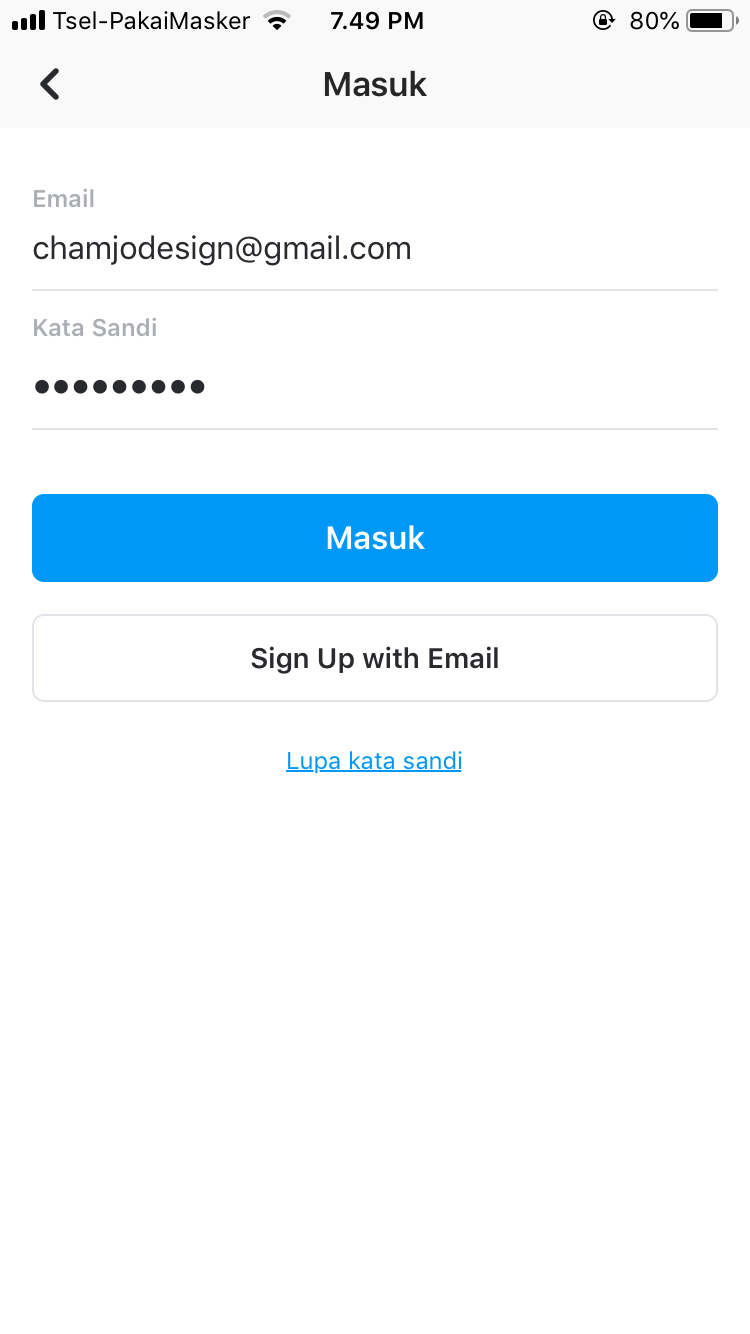 Tsel-PakaiMasker 7.49 PM 80%
Masuk
Email
chamjodesign@gmail.com
Kata Sandi
•••••••••
Masuk
Sign Up with Email
Lupa kata sandi